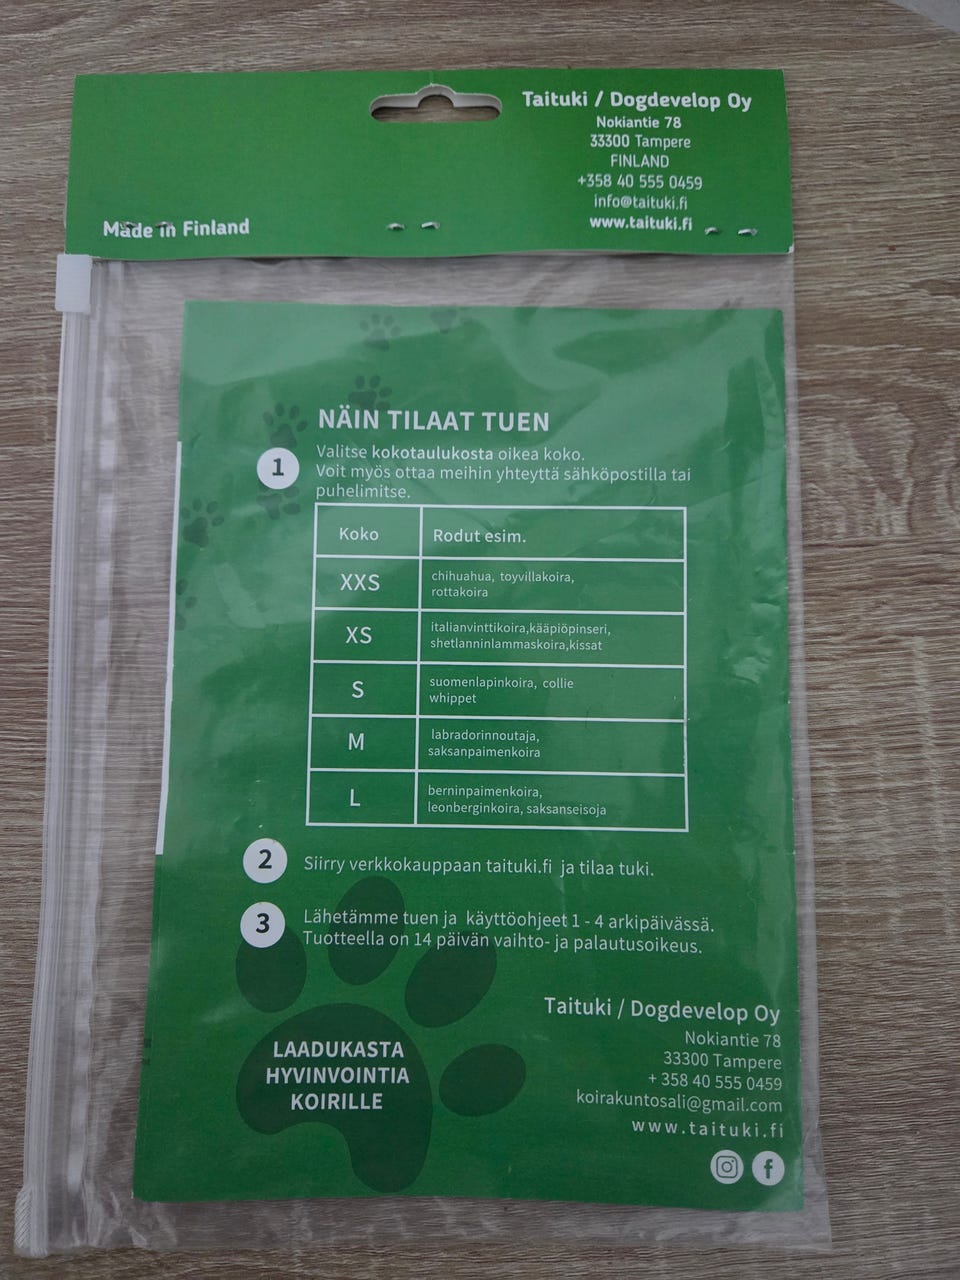 Taituki / Dogdevelop Oy
Nokiantie 78
33300 Tampere
FINLAND
+358 40 555 0459
info@taituki.fi
www.taituki.fi
Made in Finland
NÄIN TILAAT TUEN
1
Valitse kokotaulukosta oikea koko.
Voit myös ottaa meihin yhteyttä sähköpostilla tai
puhelimitse.
Koko Rodut esim.
XXS chihuahua, toyvillakoira,
rottakoira
XS italianvinttikoira,kääpiöpinseri,
shetlanninlammaskoira,kissat
S suomenlapinkoira, collie
whippet
M labradorinnoutaja,
saksanpaimenkoira
L berninpaimenkoira,
leonberginkoira, saksanseisoja
2 Siirry verkkokauppaan taituki.fi ja tilaa tuki.
3 Lähetämme tuen ja käyttöohjeet 1 - 4 arkipäivässä.
Tuotteella on 14 päivän vaihto- ja palautusoikeus.
LAADUKASTA
HYVINVOINTIA
KOIRILLE
Taituki / Dogdevelop Oy
Nokiantie 78
33300 Tampere
+ 358 40 555 0459
koirakuntosali@gmail.com
www.taituki.fi